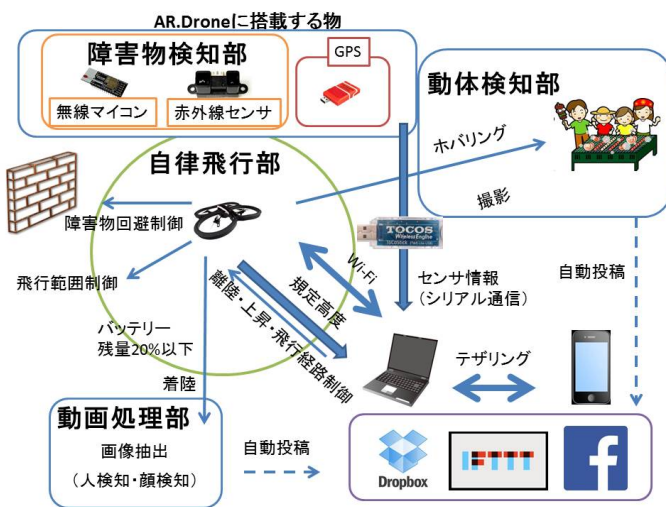 AR.Droneに搭載する物
障害物検知部
無線マイコン
赤外線センサ
GPS
動体検知部
ホバリング
撮影
自律飛行部
障害物回避制御
飛行範囲制御
バッテリー
残量20%以下
着陸
Wi-Fi
規定高度
離陸・上昇・飛行経路制御
TOCOS
Wireless Engine
センサ情報
（シリアル通信）
自動投稿
テザリング
動画処理部
画像抽出
（人検知・顔検知）
自動投稿
Dropbox
IFTTT
f